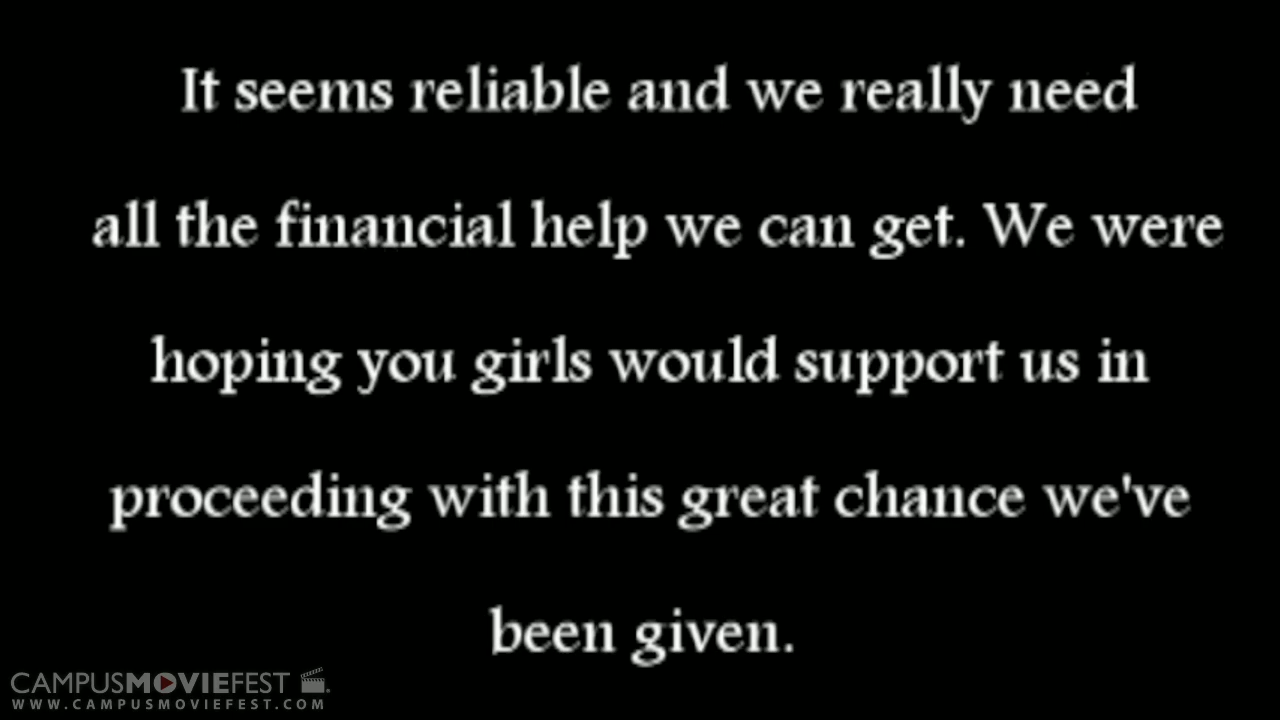 It seems reliable and we really need
all the financial help we can get. We were
hoping you girls would support us in
proceeding with this great chance we've
been given.
CAMPUSMOVIEFEST
WWW.CAMPUSMOVIEFEST.COM